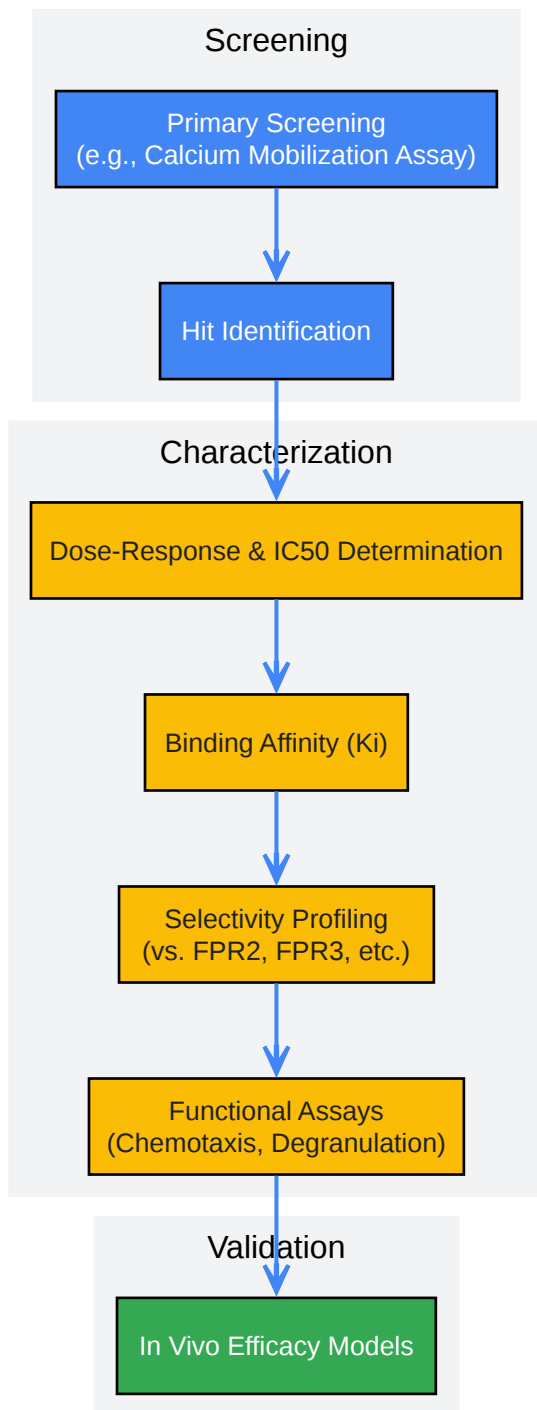 Screening
Primary Screening
(e.g., Calcium Mobilization Assay)
Hit Identification
Characterization
Dose-Response & IC50 Determination
Binding Affinity (Ki)
Selectivity Profiling
(vs. FPR2, FPR3, etc.)
Functional Assays
(Chemotaxis, Degranulation)
Validation
In Vivo Efficacy Models